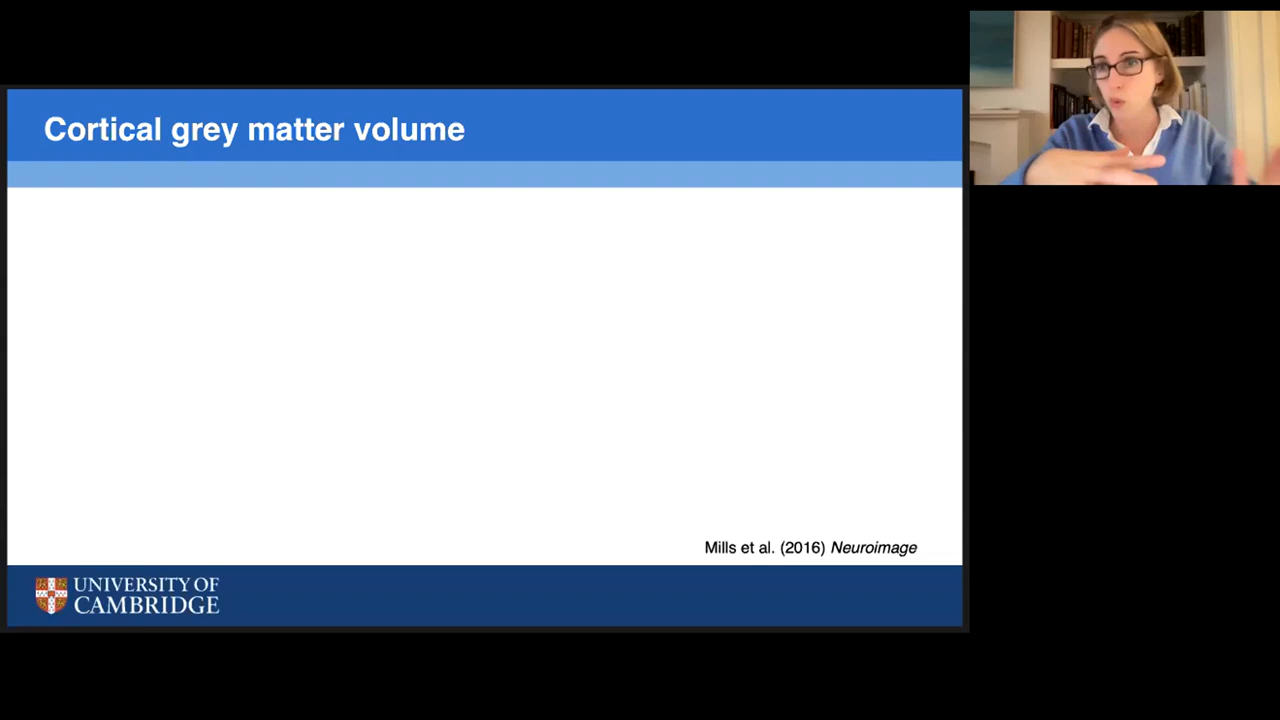 Cortical grey matter volume
Mills et al. (2016) Neuroimage
UNIVERSITY OF
CAMBRIDGE